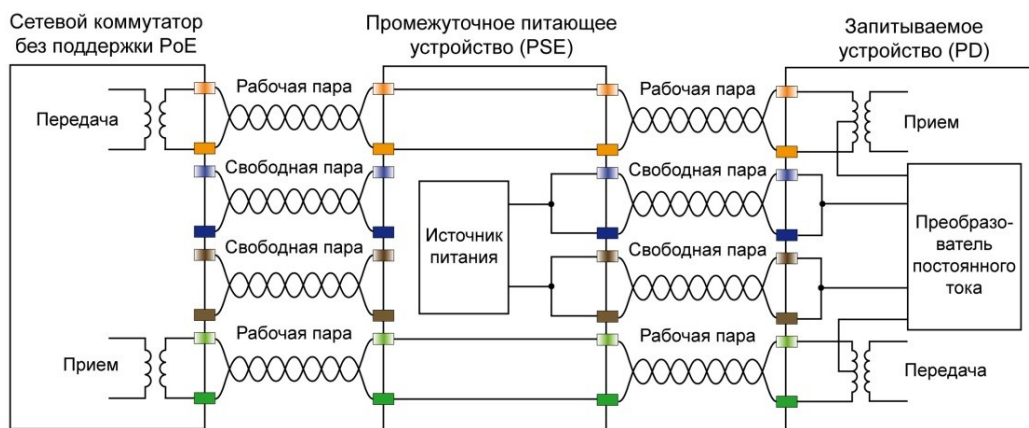 Сетевой коммутатор
без поддержки PoE
Промежуточное питающее
устройство (PSE)
Запитываемое
устройство (PD)
Рабочая пара
Рабочая пара
Передача
Прием
Свободная пара
Свободная пара
Источник
питания
Преобразо-
ватель
постоянного
тока
Свободная пара
Свободная пара
Рабочая пара
Рабочая пара
Прием
Передача